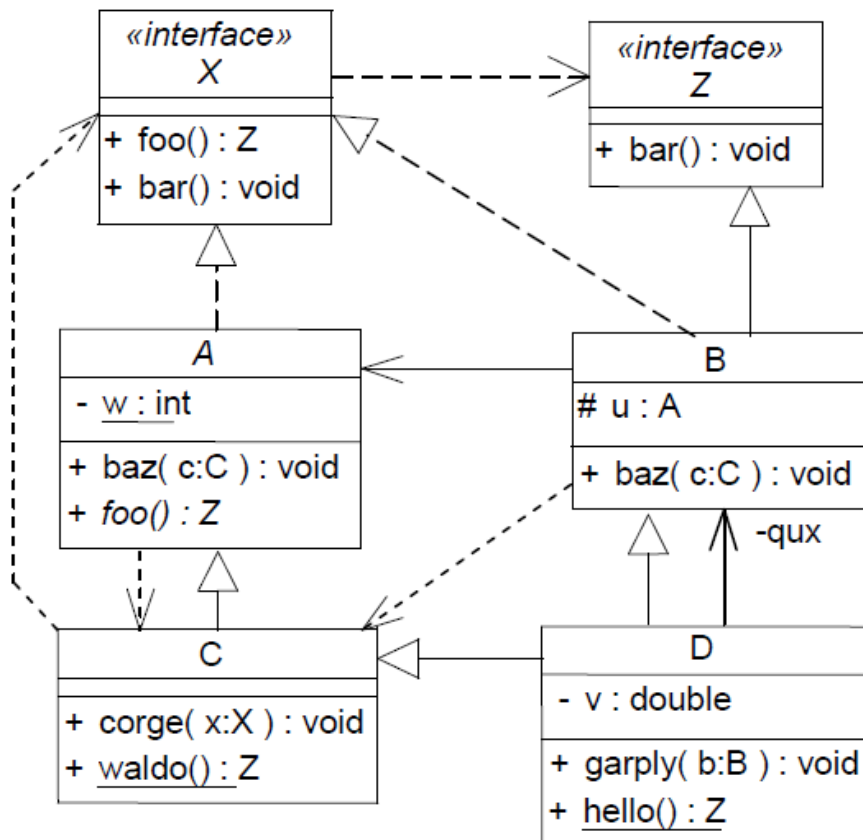 «interface»
X
+ foo() : Z
+ bar() : void
«interface»
Z
+ bar() : void
A
- w : int
+ baz( c:C ) : void
+ foo() : Z
B
# u : A
+ baz( c:C ) : void
-qux
C
+ corge( x:X ) : void
+ waldo() : Z
D
- v : double
+ garply( b:B ) : void
+ hello() : Z